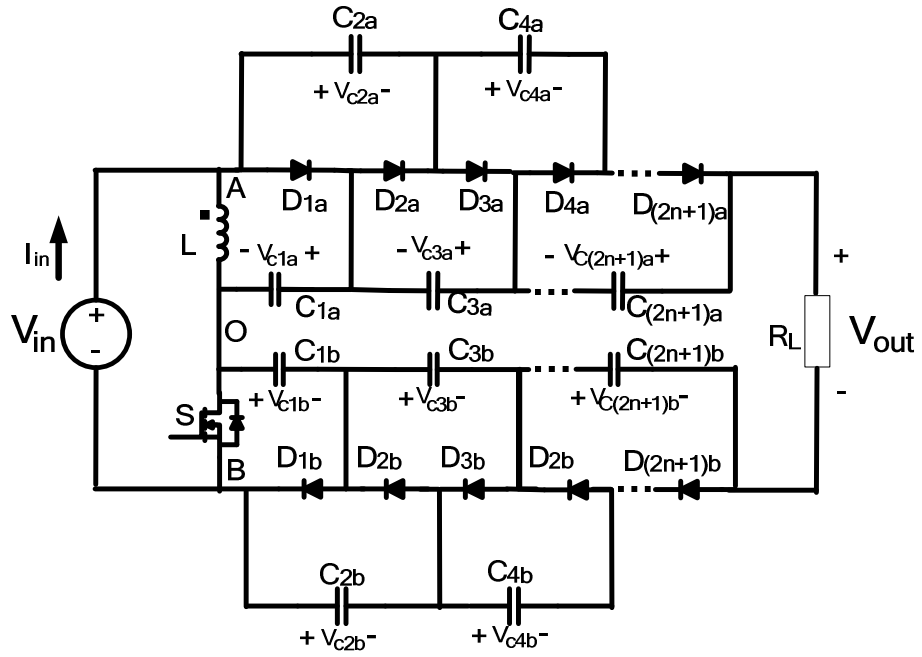 C2a C4a
+ Vc2a - + Vc4a -
A
D1a D2a D3a D4a D(2n+1)a
Iin L - Vc1a + - Vc3a + - VC(2n+1)a + +
C1a C3a C(2n+1)a
Vin + - O RL Vout
C1b C3b C(2n+1)b
+ Vc1b - + Vc3b - + VC(2n+1)b - -
S
B D1b D2b D3b D2b D(2n+1)b
C2b C4b
+ Vc2b - + Vc4b -